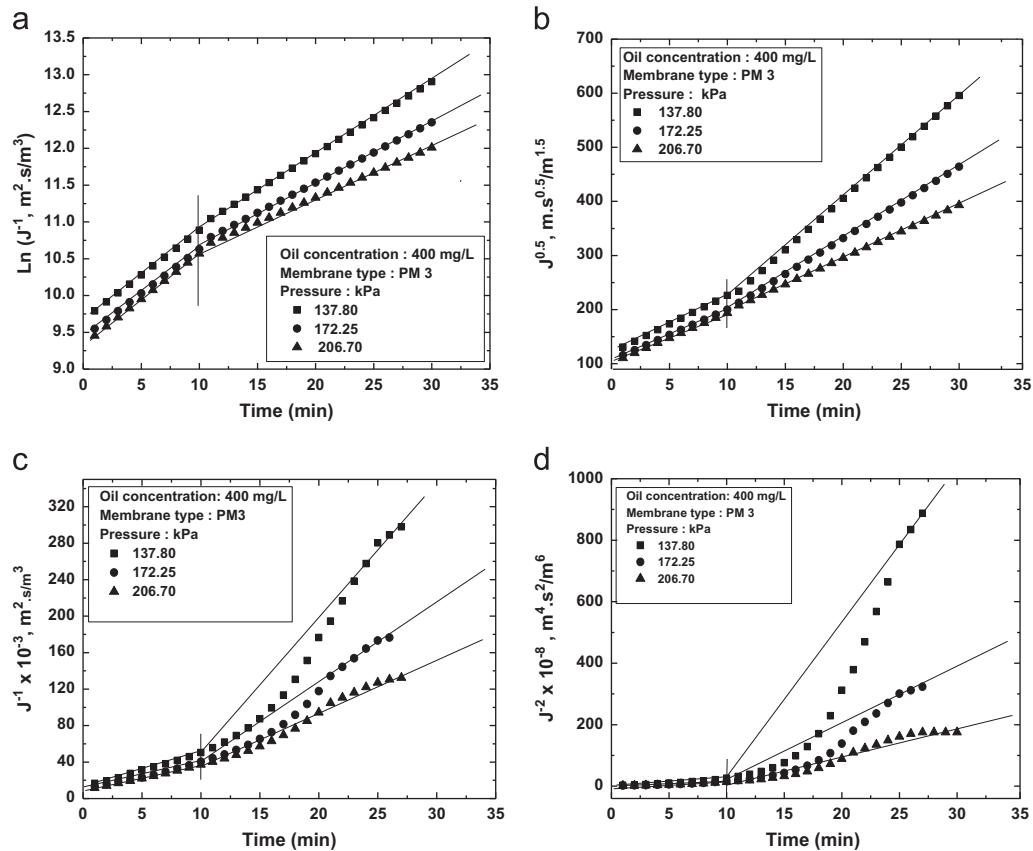 a
Ln (J⁻¹, m².s/m³)
13.5
13.0
12.5
12.0
11.5
11.0
10.5
10.0
9.5
9.0
Oil concentration : 400 mg/L
Membrane type : PM 3
Pressure : kPa
137.80
172.25
206.70
0 5 10 15 20 25 30 35
Time (min)
b
J⁰·⁵, m.s⁰·⁵/m¹·⁵
700
600
500
400
300
200
100
Oil concentration : 400 mg/L
Membrane type : PM 3
Pressure : kPa
137.80
172.25
206.70
0 5 10 15 20 25 30 35
Time (min)
c
J⁻¹ x 10⁻³, m².s/m³
320
280
240
200
160
120
80
40
0
Oil concentration: 400 mg/L
Membrane type : PM3
Pressure : kPa
137.80
172.25
206.70
0 5 10 15 20 25 30 35
Time (min)
d
J⁻² x 10⁻⁸, m⁴.s²/m⁶
1000
800
600
400
200
0
Oil concentration: 400 mg/L
Membrane type : PM 3
Pressure : kPa
137.80
172.25
206.70
0 5 10 15 20 25 30 35
Time (min)